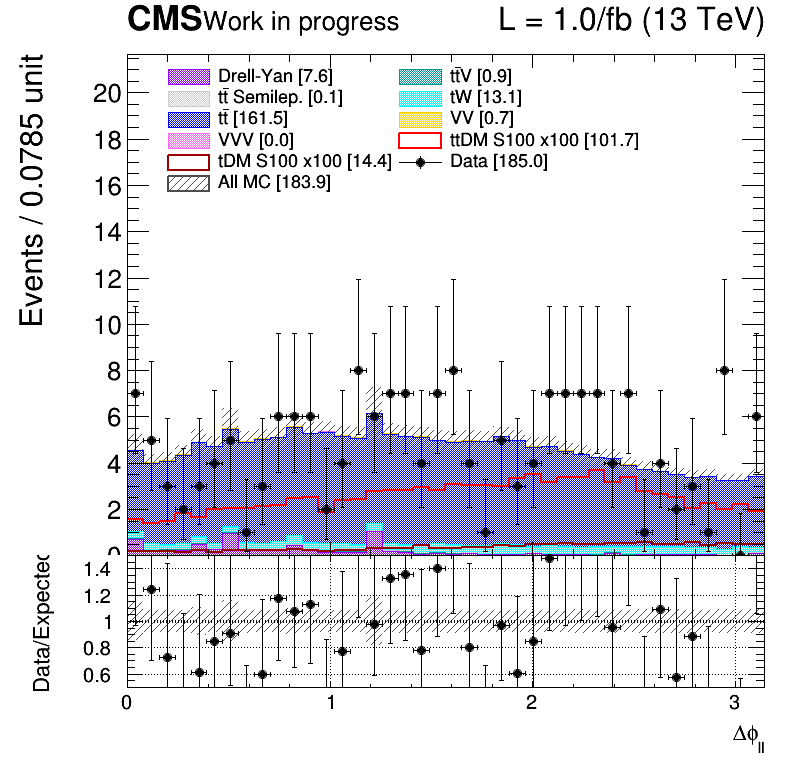 CMS Work in progress L = 1.0/fb (13 TeV)
Events / 0.0785 unit
Drell-Yan [7.6] tt̄V [0.9]
tt̄ Semilep. [0.1] tW [13.1]
tt̄ [161.5] VV [0.7]
VVV [0.0] ttDM S100 x100 [101.7]
tDM S100 x100 [14.4] Data [185.0]
All MC [183.9]
20
18
16
14
12
10
8
6
4
2
0
Data/Expected
1.4
1.2
1
0.8
0.6
0 1 2 3
Δϕll